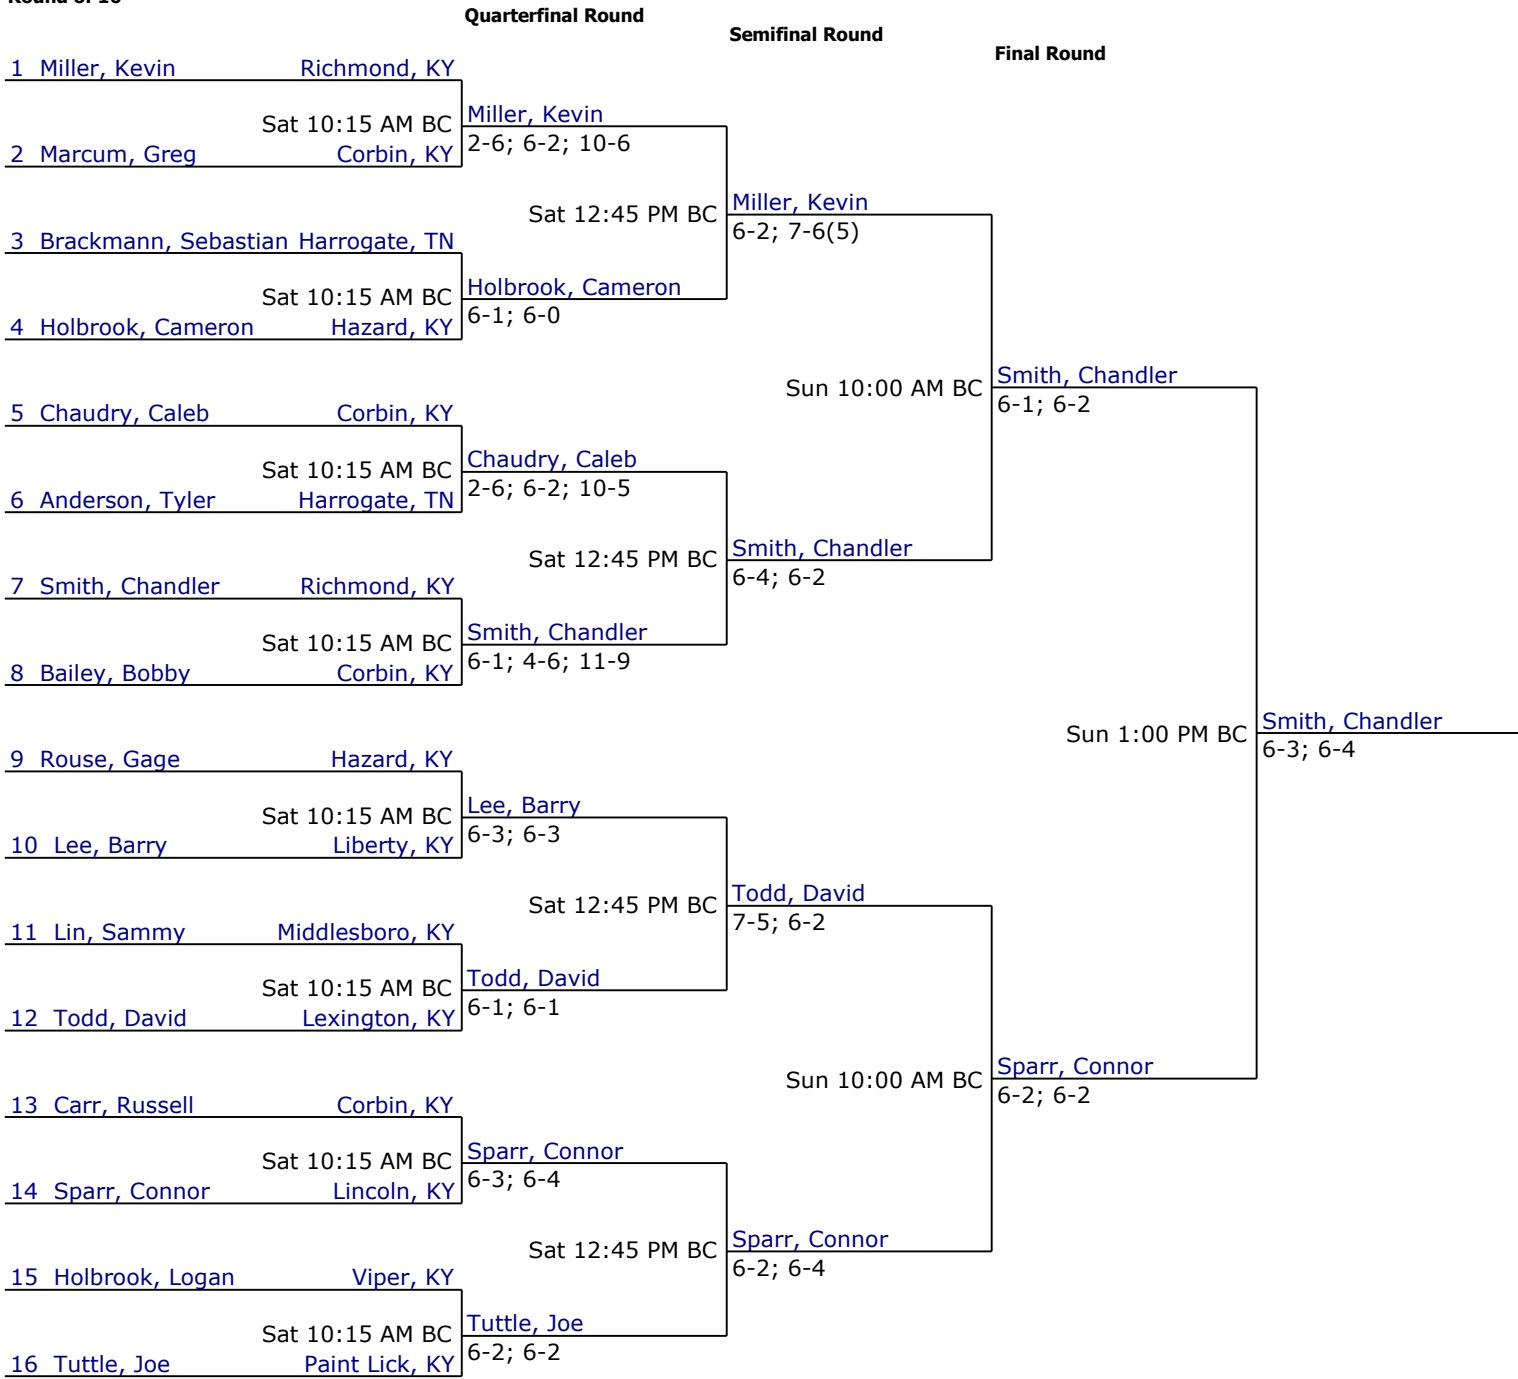 Round of 16
Quarterfinal Round
Semifinal Round
Final Round
1 Miller, Kevin Richmond, KY
Sat 10:15 AM BC
2 Marcum, Greg Corbin, KY
3 Brackmann, Sebastian Harrogate, TN
Sat 10:15 AM BC
4 Holbrook, Cameron Hazard, KY
5 Chaudry, Caleb Corbin, KY
Sat 10:15 AM BC
6 Anderson, Tyler Harrogate, TN
7 Smith, Chandler Richmond, KY
Sat 10:15 AM BC
8 Bailey, Bobby Corbin, KY
9 Rouse, Gage Hazard, KY
Sat 10:15 AM BC
10 Lee, Barry Liberty, KY
11 Lin, Sammy Middlesboro, KY
Sat 10:15 AM BC
12 Todd, David Lexington, KY
13 Carr, Russell Corbin, KY
Sat 10:15 AM BC
14 Sparr, Connor Lincoln, KY
15 Holbrook, Logan Viper, KY
Sat 10:15 AM BC
16 Tuttle, Joe Paint Lick, KY
Miller, Kevin
2-6; 6-2; 10-6
Sat 12:45 PM BC
Holbrook, Cameron
6-1; 6-0
Chaudry, Caleb
2-6; 6-2; 10-5
Sat 12:45 PM BC
Smith, Chandler
6-1; 4-6; 11-9
Lee, Barry
6-3; 6-3
Sat 12:45 PM BC
Todd, David
6-1; 6-1
Sparr, Connor
6-3; 6-4
Sat 12:45 PM BC
Tuttle, Joe
6-2; 6-2
Miller, Kevin
6-2; 7-6(5)
Sun 10:00 AM BC
Smith, Chandler
6-4; 6-2
Todd, David
7-5; 6-2
Sun 10:00 AM BC
Sparr, Connor
6-2; 6-4
Smith, Chandler
6-1; 6-2
Sun 1:00 PM BC
Sparr, Connor
6-2; 6-2
Smith, Chandler
6-3; 6-4